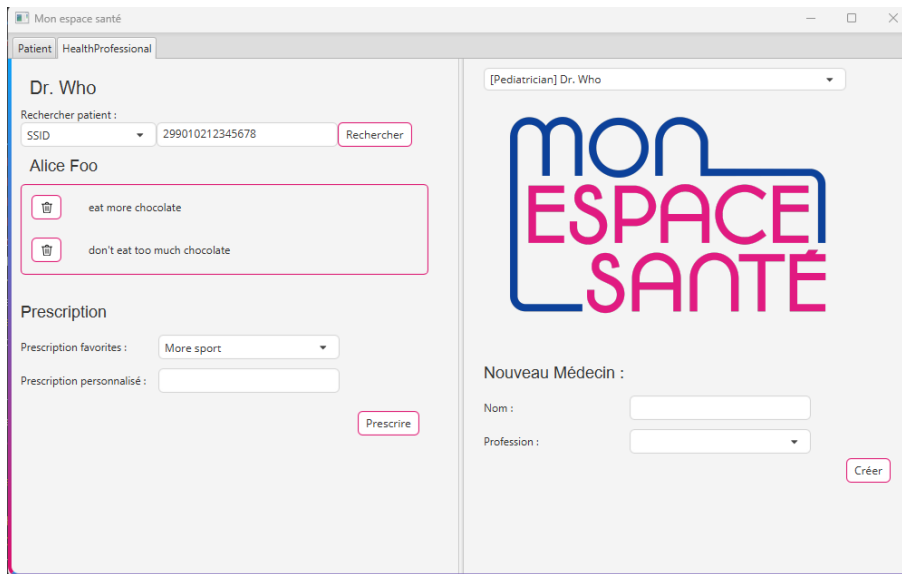 Mon espace santé
Patient HealthProfessional
Dr. Who
Rechercher patient :
SSID 299010212345678 Rechercher
Alice Foo
eat more chocolate
don't eat too much chocolate
Prescription
Prescription favorites : More sport
Prescription personnalisé :
Prescrire
[Pediatrician] Dr. Who
MON
ESPACE
SANTÉ
Nouveau Médecin :
Nom :
Profession :
Créer